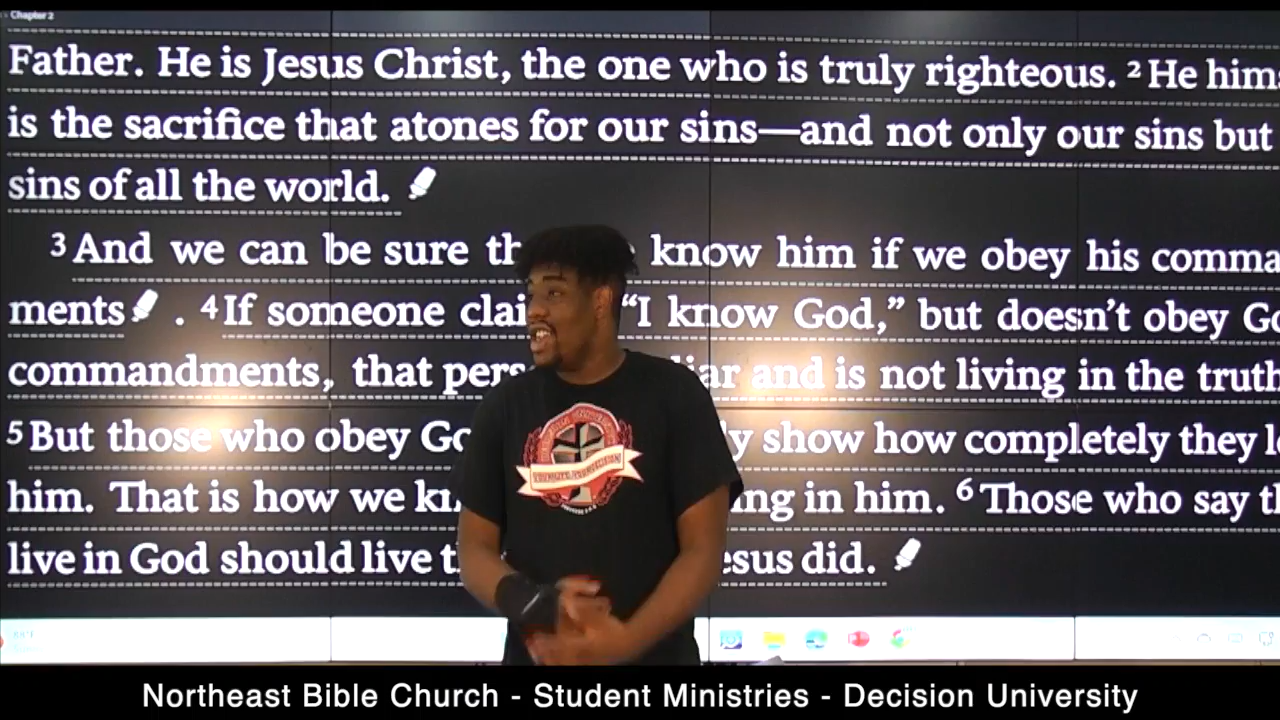 Chapter 2
Father. He is Jesus Christ, the one who is truly righteous. ² He him
is the sacrifice that atones for our sins—and not only our sins but
sins of all the world.
³ And we can be sure th know him if we obey his comma
ments . ⁴ If someone clai “I know God,” but doesn’t obey Go
commandments, that pers liar and is not living in the truth
⁵ But those who obey Go ly show how completely they lo
him. That is how we kn ing in him. ⁶ Those who say th
live in God should live t esus did.
Northeast Bible Church - Student Ministries - Decision University